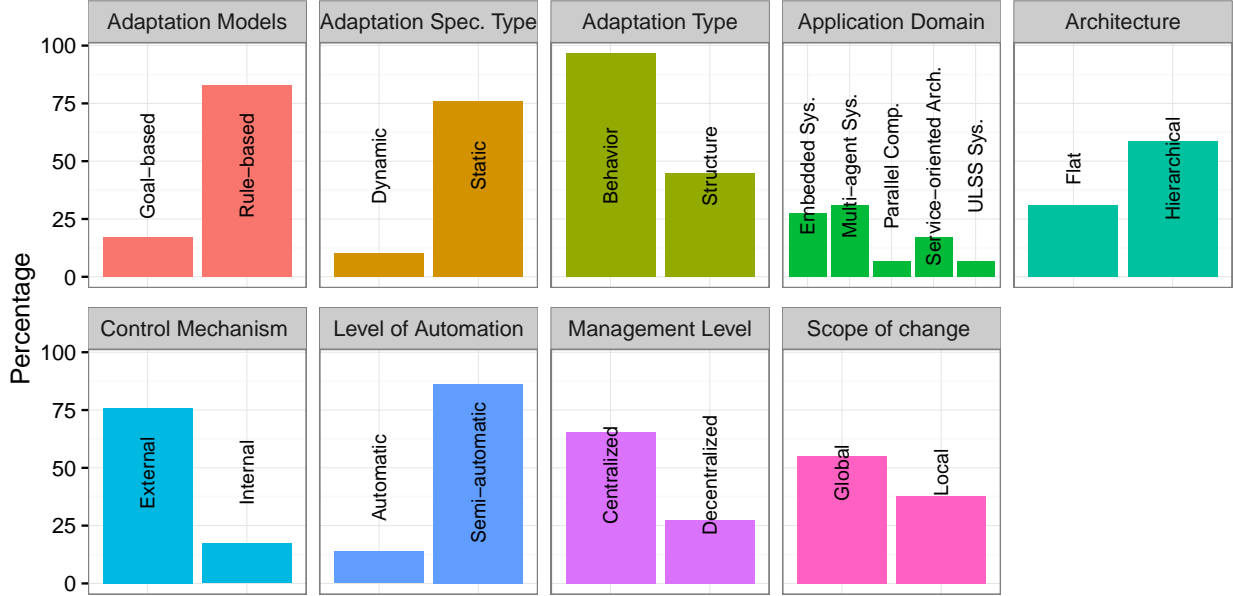 Adaptation Models
Adaptation Spec. Type
Adaptation Type
Application Domain
Architecture
100
75
50
25
0
Goal−based
Rule−based
Dynamic
Static
Behavior
Structure
Embedded Sys.
Multi−agent Sys.
Parallel Comp.
Service−oriented Arch.
ULSS Sys.
Flat
Hierarchical
Percentage
Control Mechanism
Level of Automation
Management Level
Scope of change
100
75
50
25
0
External
Internal
Automatic
Semi−automatic
Centralized
Decentralized
Global
Local